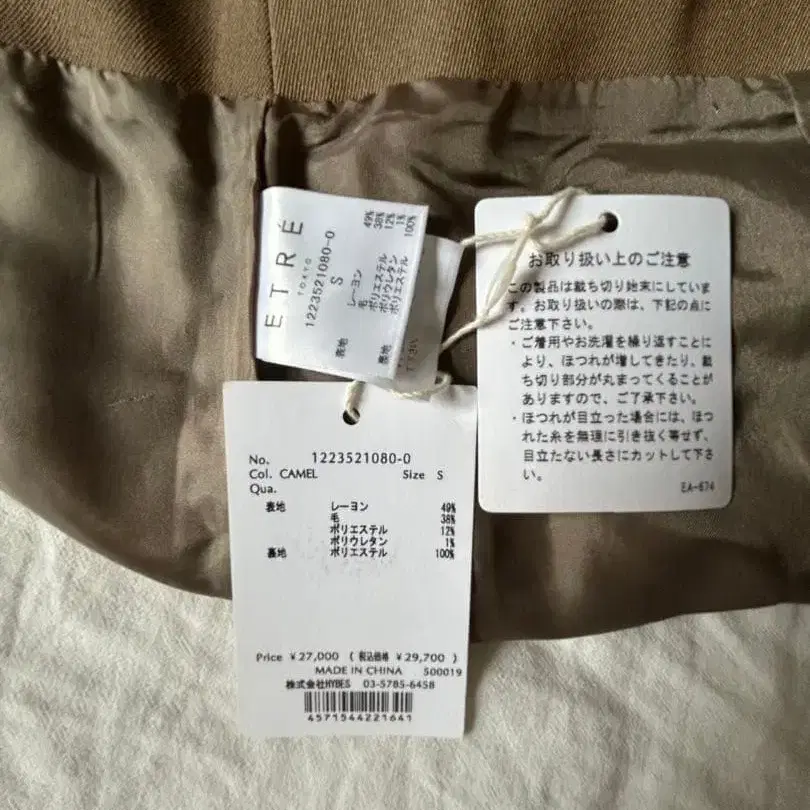 ETRÉ
TOKYO
1223521080-0
S
表地 レーヨン 49%
毛 38%
ポリエステル 12%
ポリウレタン 1%
裏地 ポリエステル 100%
下さい。
お取り扱い上のご注意
この製品は裁ち切り始末にしていま
す。お取り扱いの際は、下記の点に
ご注意下さい。
・ご着用やお洗濯を繰り返すことに
より、ほつれが増してきたり、裁
ち切り部分が丸まってくることが
ありますので、ご了承下さい。
・ほつれが目立った場合には、ほつ
れた糸を無理に引き抜く等せず、
目立たない長さにカットして下さ
い。
EA-674
No. 1223521080-0
Col. CAMEL Size S
Qua.
表地 レーヨン 49%
毛 38%
ポリエステル 12%
ポリウレタン 1%
裏地 ポリエステル 100%
Price ¥27,000 ( 税込価格 ¥29,700 )
MADE IN CHINA 500019
株式会社HYBES 03-5785-6458
4571544221641